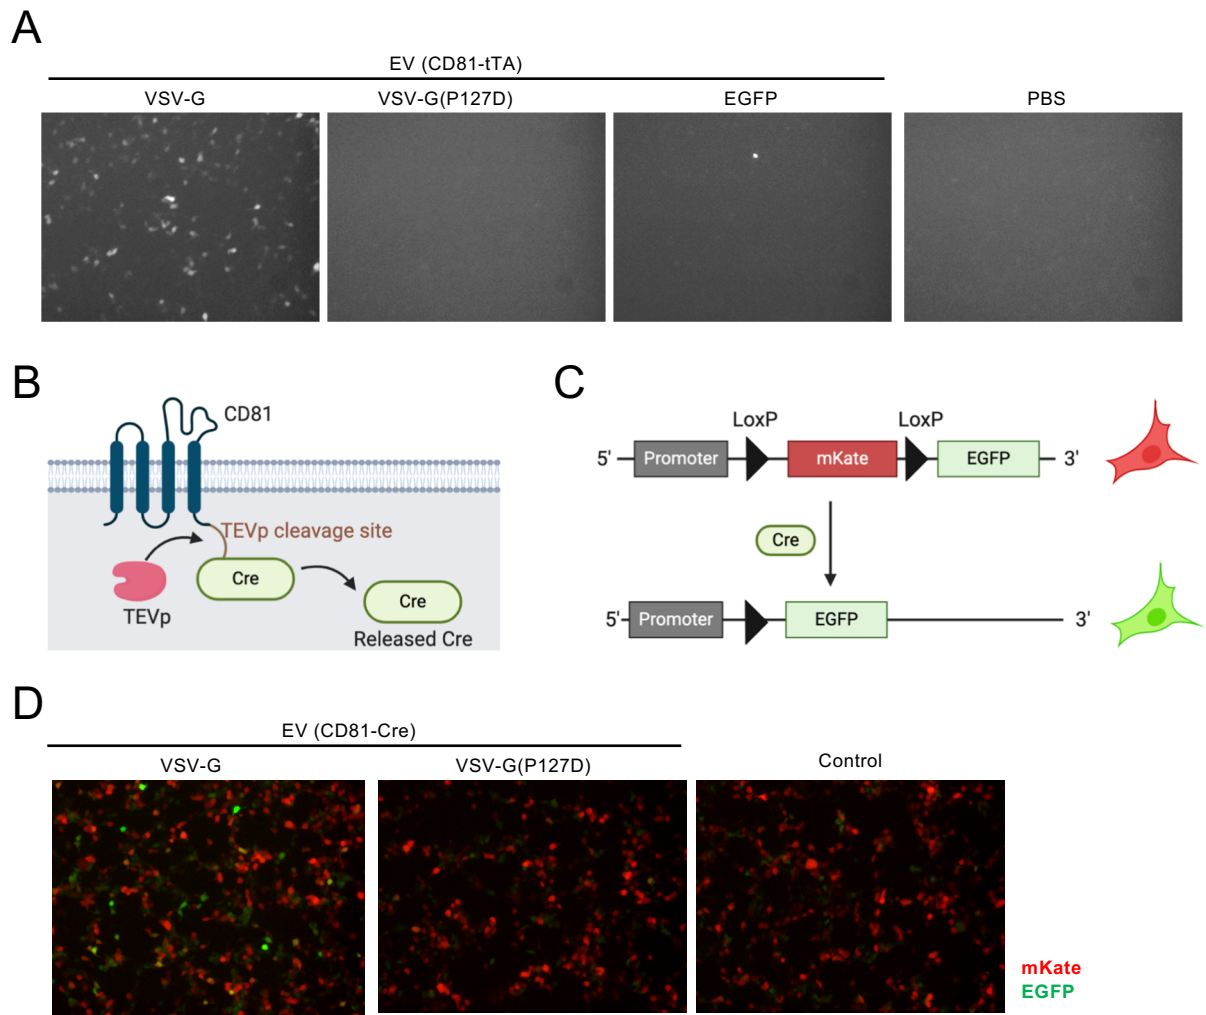 A
EV (CD81-tTA)
VSV-G VSV-G(P127D) EGFP PBS
B
CD81
TEVp cleavage site
Cre
TEVp
Cre
Released Cre
C
LoxP LoxP
5' Promoter mKate EGFP 3'
Cre
5' Promoter EGFP 3'
D
EV (CD81-Cre)
VSV-G VSV-G(P127D) Control
mKate
EGFP